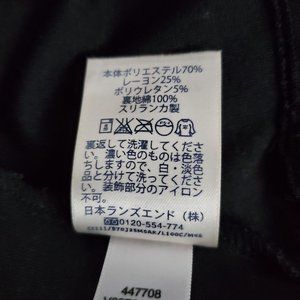 本体ポリエステル70%
レーヨン25%
ポリウレタン5%
裏地綿100%
スリランカ製
裏返して洗濯してくださ
い。濃い色のものは色落
ちしますので、白・淡色
品と分けて洗ってくださ
い。装飾部分のアイロン
不可。
日本ランズエンド(株)
0120-554-774
447708